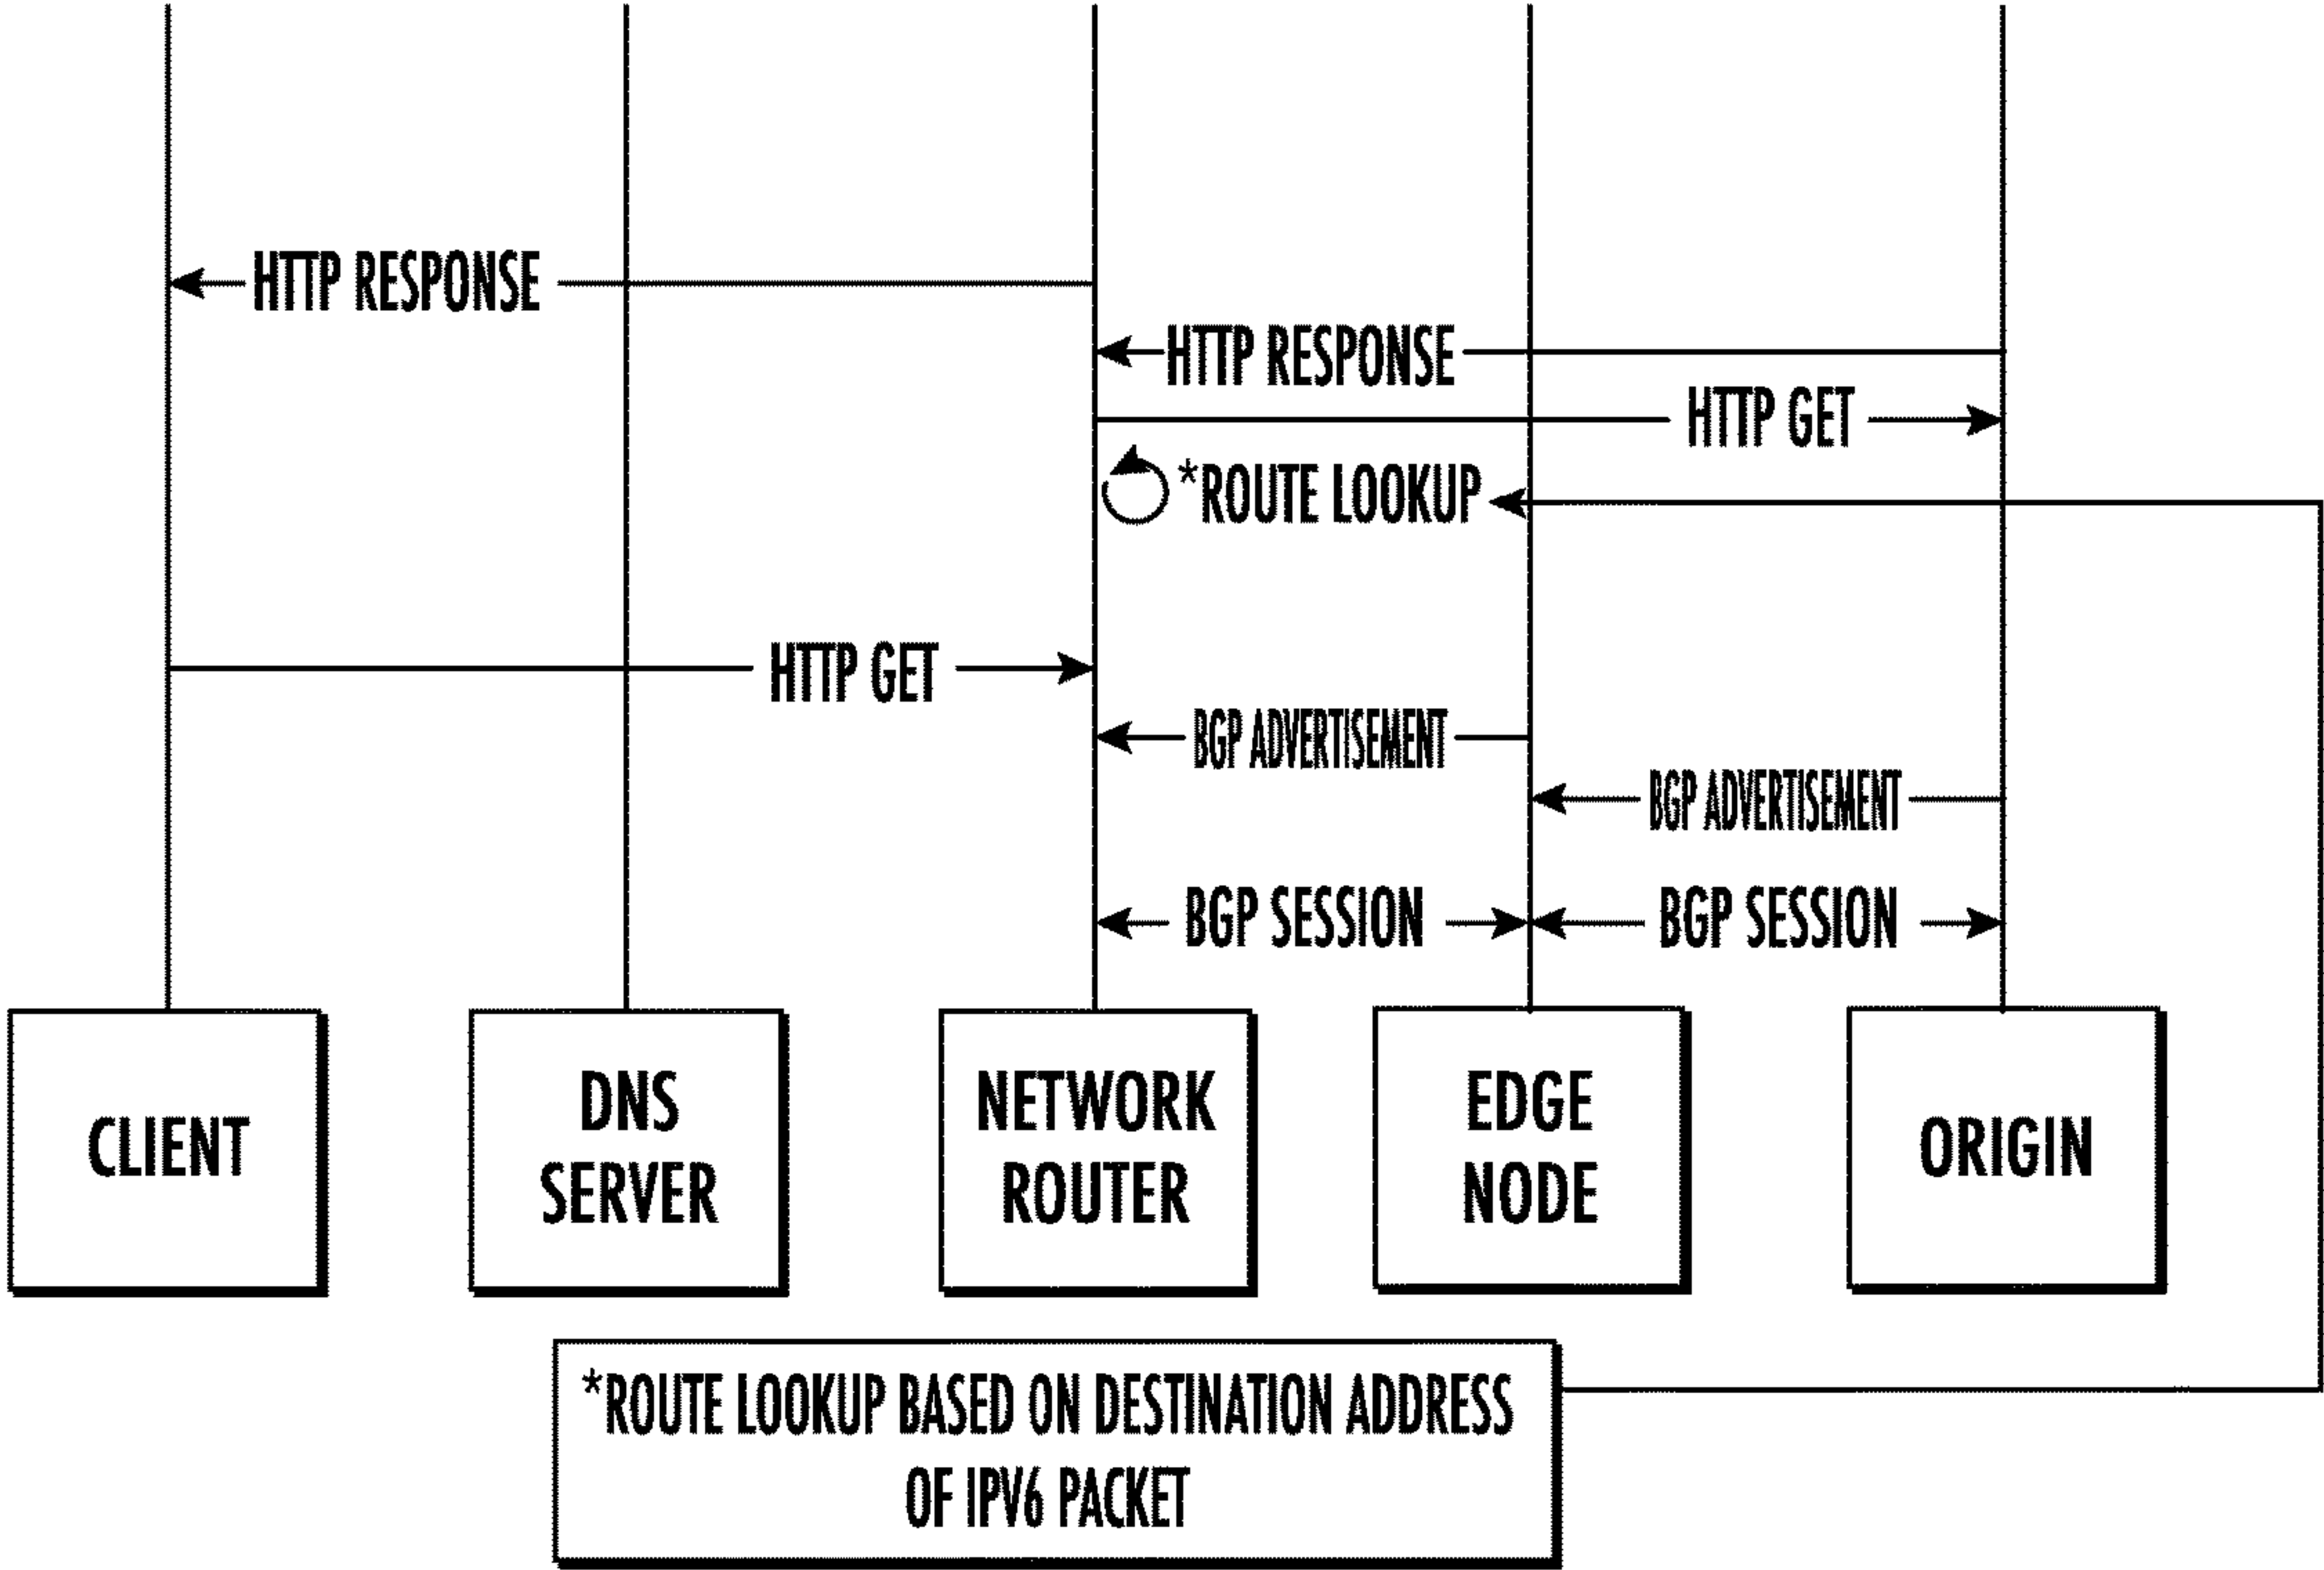 HTTP RESPONSE
HTTP RESPONSE
HTTP GET
*ROUTE LOOKUP
HTTP GET
BGP ADVERTISEMENT
BGP ADVERTISEMENT
BGP SESSION
BGP SESSION
CLIENT
DNS
SERVER
NETWORK
ROUTER
EDGE
NODE
ORIGIN
*ROUTE LOOKUP BASED ON DESTINATION ADDRESS
OF IPV6 PACKET